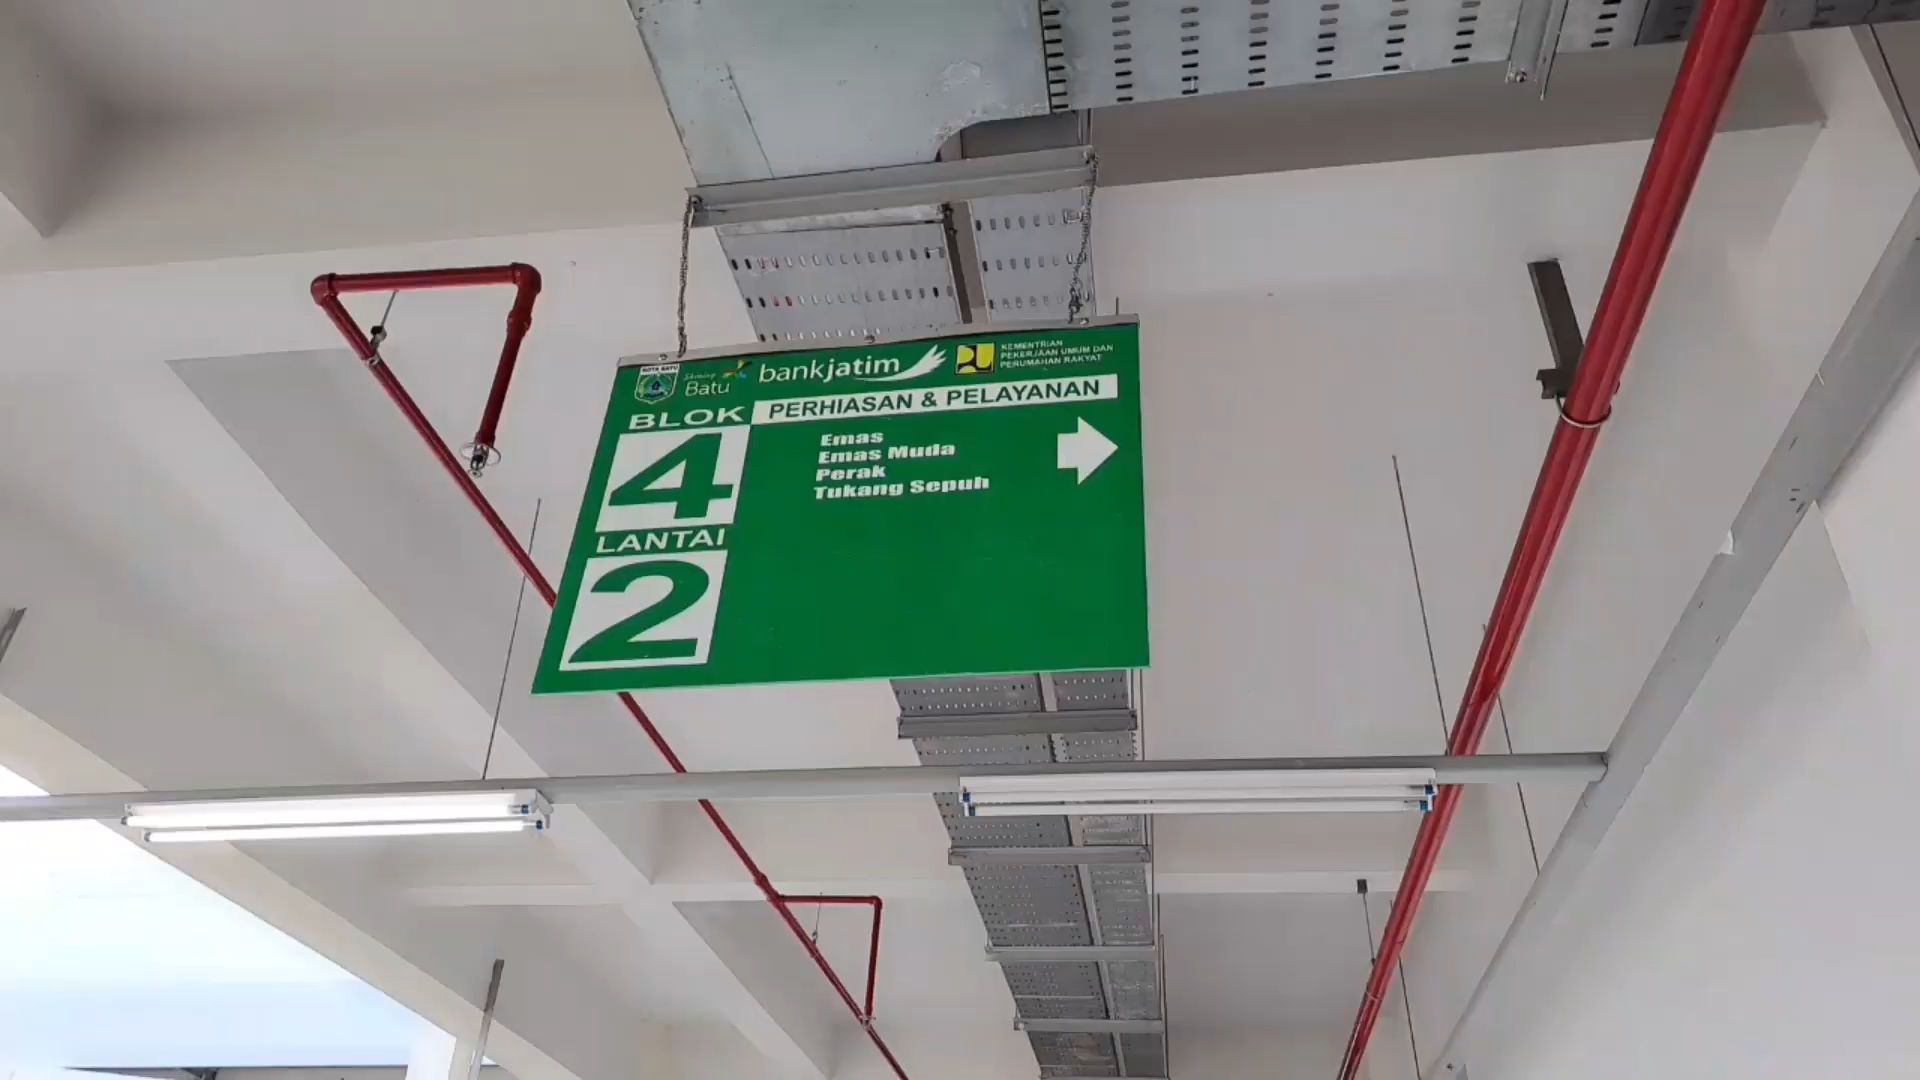 KOTA BATU
Shining
Batu
bankjatim
PU
KEMENTRIAN
PEKERJAAN UMUM DAN
PERUMAHAN RAKYAT
BLOK
4
LANTAI
2
PERHIASAN & PELAYANAN
Emas
Emas Muda
Perak
Tukang Sepuh